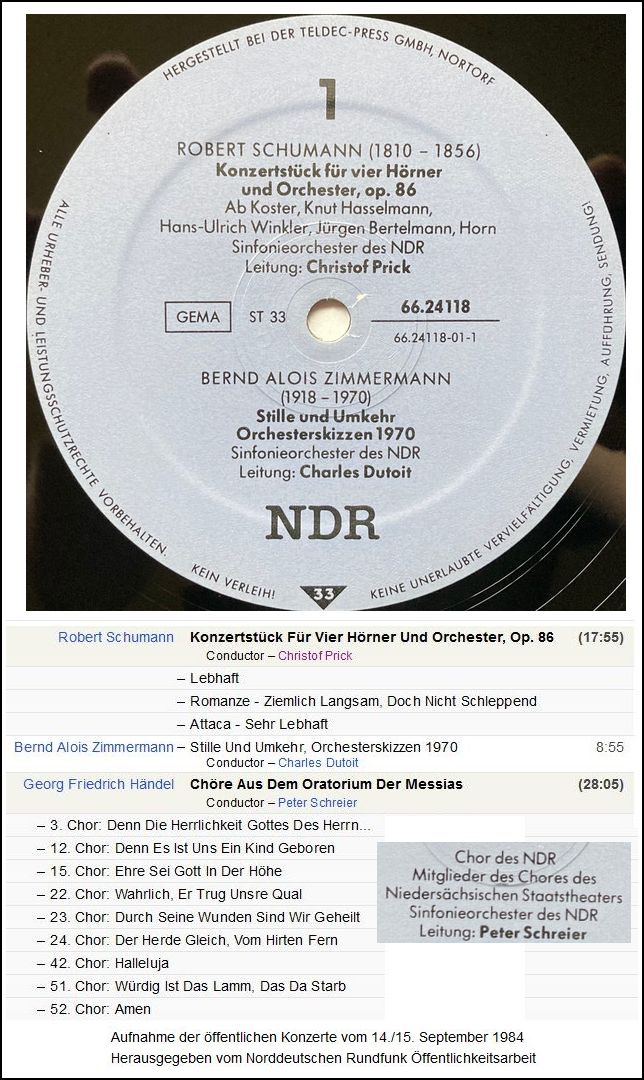 HERGESTELLT BEI DER TELDEC-PRESS GMBH, NORTORF
1
ROBERT SCHUMANN (1810 – 1856)
Konzertstück für vier Hörner
und Orchester, op. 86
Ab Koster, Knut Hasselmann,
Hans-Ulrich Winkler, Jürgen Bertelmann, Horn
Sinfonieorchester des NDR
Leitung: Christof Prick
GEMA ST 33 66.24118
66.24118-01-1
BERND ALOIS ZIMMERMANN
(1918 – 1970)
Stille und Umkehr
Orchesterskizzen 1970
Sinfonieorchester des NDR
Leitung: Charles Dutoit
NDR
33
ALLE URHEBER- UND LEISTUNGSSCHUTZRECHTE VORBEHALTEN.
KEIN VERLEIH!
KEINE UNERLAUBTE VERVIELFÄLTIGUNG, VERMIETUNG, AUFFÜHRUNG, SENDUNG!
Robert Schumann Konzertstück Für Vier Hörner Und Orchester, Op. 86 (17:55)
Conductor – Christof Prick
– Lebhaft
– Romanze - Ziemlich Langsam, Doch Nicht Schleppend
– Attaca - Sehr Lebhaft
Bernd Alois Zimmermann – Stille Und Umkehr, Orchesterskizzen 1970 8:55
Conductor – Charles Dutoit
Georg Friedrich Händel Chöre Aus Dem Oratorium Der Messias (28:05)
Conductor – Peter Schreier
– 3. Chor: Denn Die Herrlichkeit Gottes Des Herrn...
– 12. Chor: Denn Es Ist Uns Ein Kind Geboren
– 15. Chor: Ehre Sei Gott In Der Höhe
– 22. Chor: Wahrlich, Er Trug Unsre Qual
– 23. Chor: Durch Seine Wunden Sind Wir Geheilt
– 24. Chor: Der Herde Gleich, Vom Hirten Fern
– 42. Chor: Halleluja
– 51. Chor: Würdig Ist Das Lamm, Das Da Starb
– 52. Chor: Amen
Chor des NDR
Mitglieder des Chores des
Niedersächsischen Staatstheaters
Sinfonieorchester des NDR
Leitung: Peter Schreier
Aufnahme der öffentlichen Konzerte vom 14./15. September 1984
Herausgegeben vom Norddeutschen Rundfunk Öffentlichkeitsarbeit